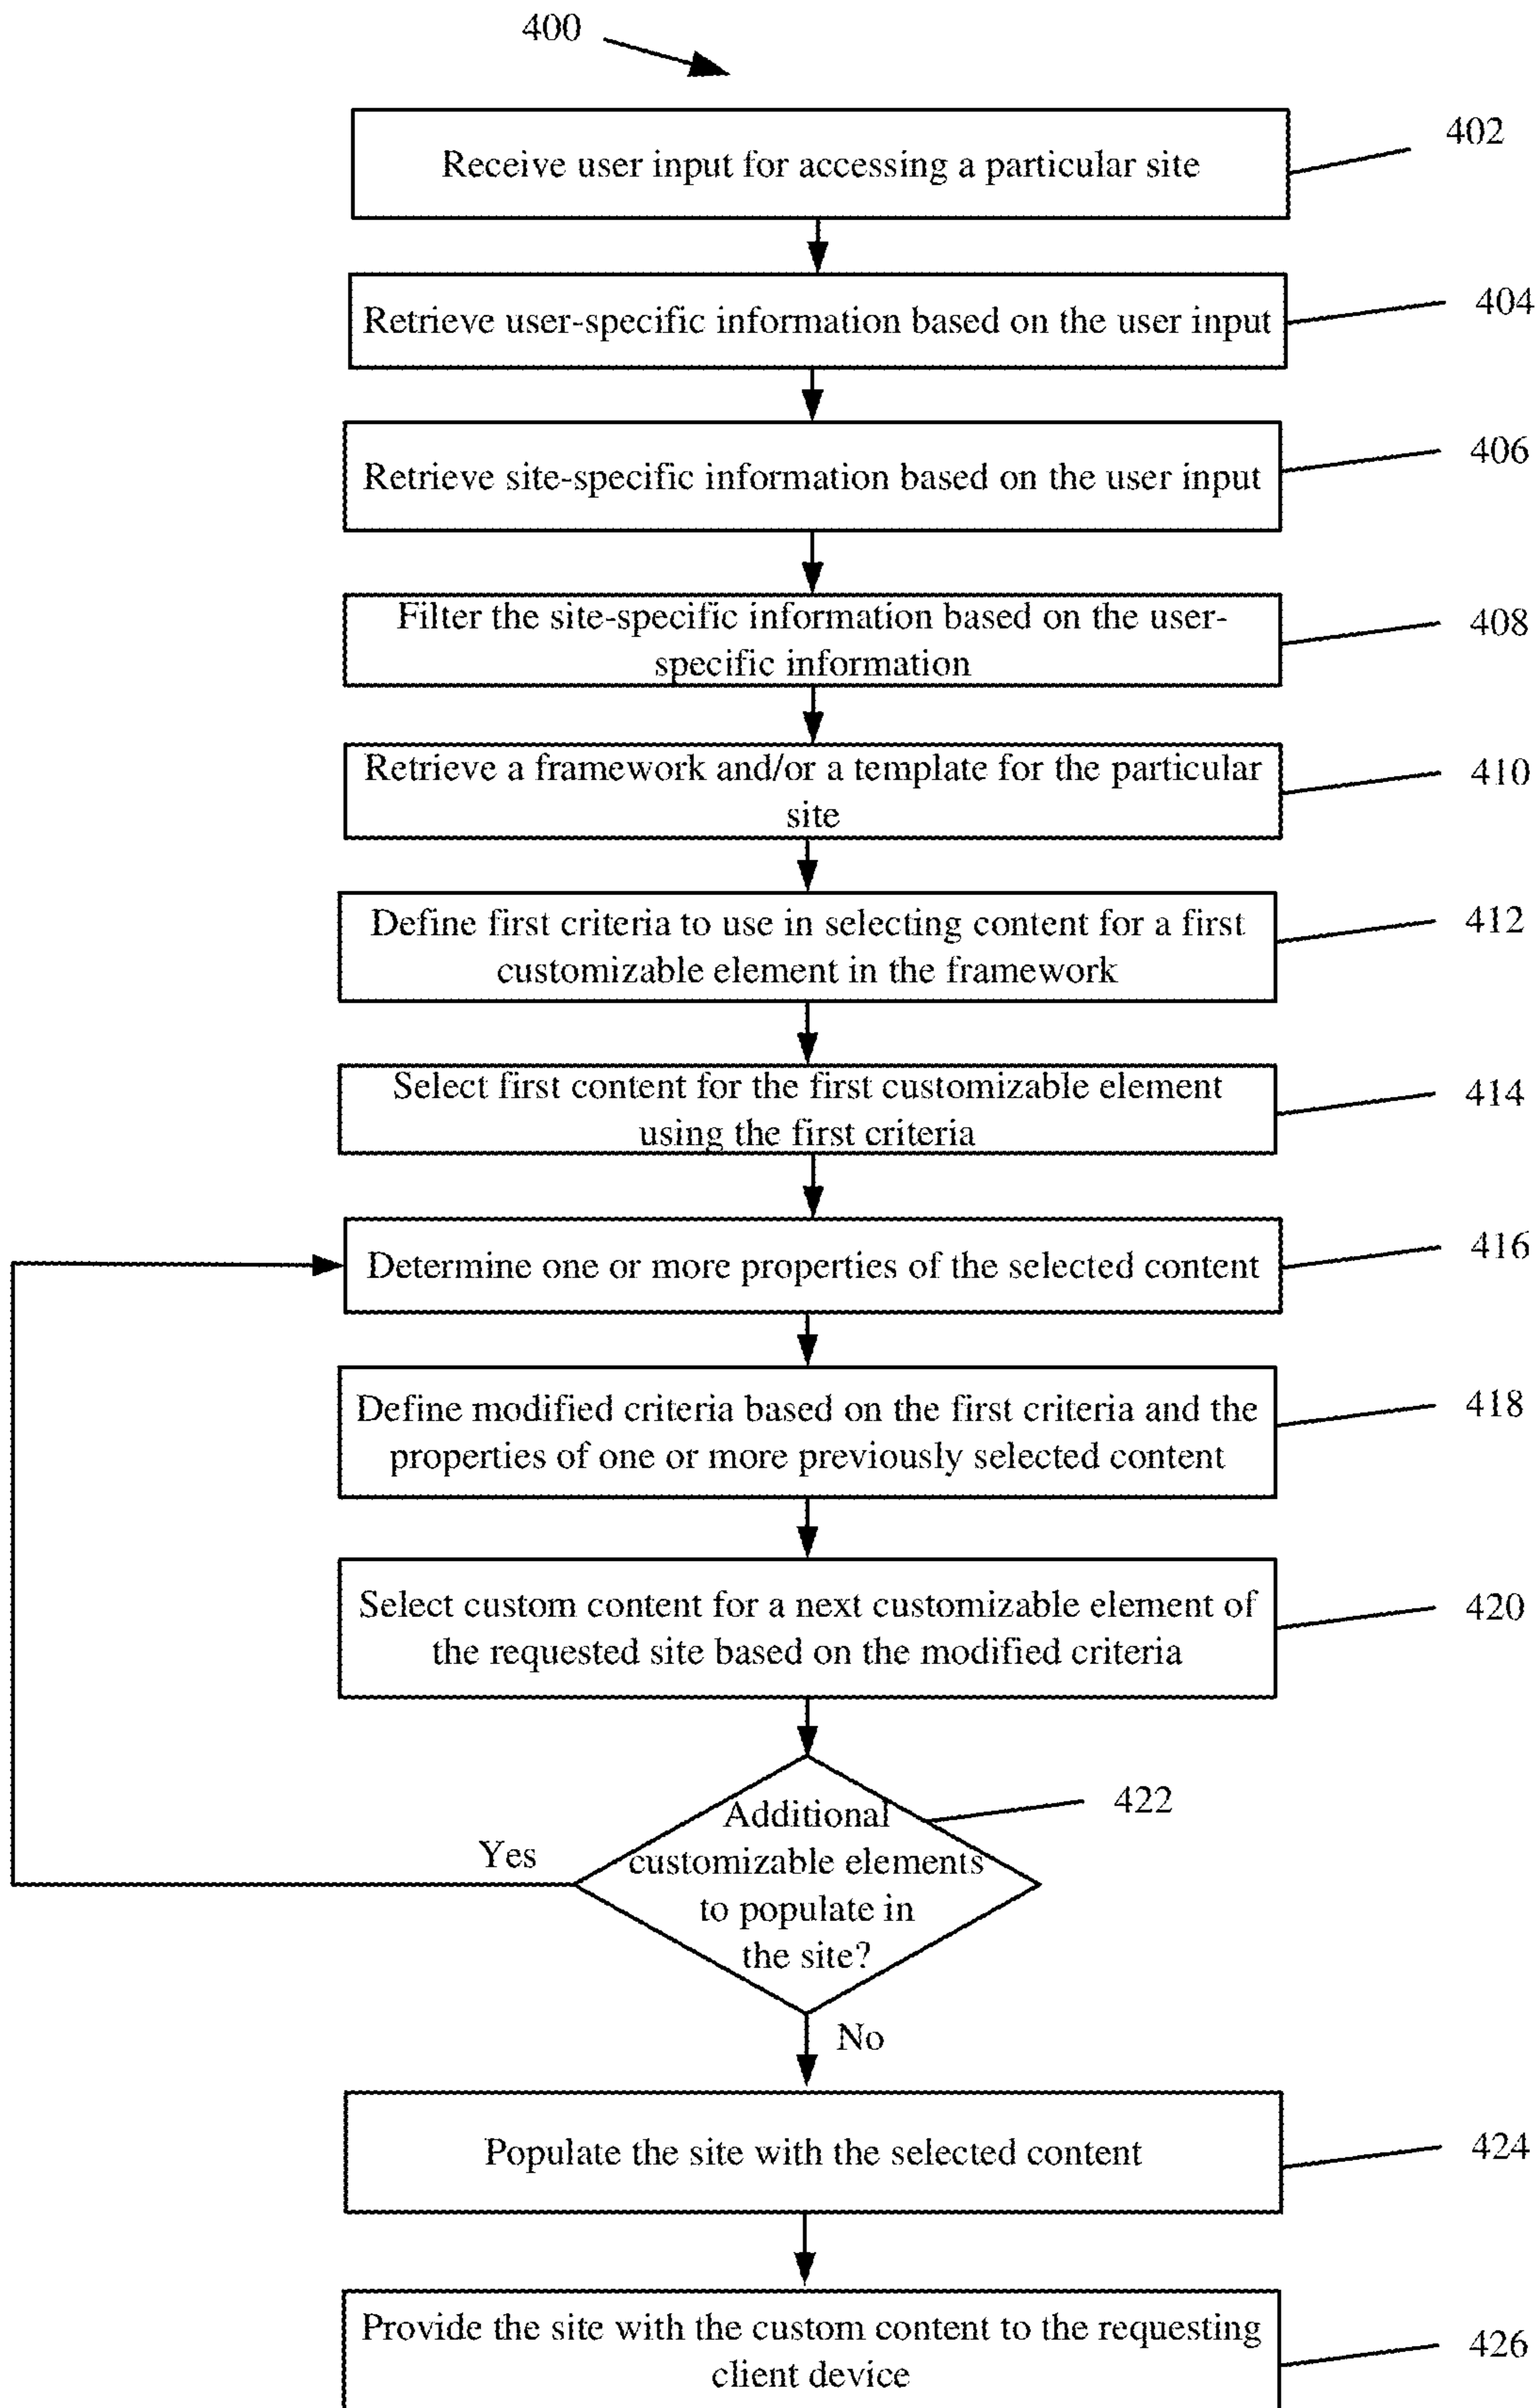 400
Receive user input for accessing a particular site
402
Retrieve user-specific information based on the user input
404
Retrieve site-specific information based on the user input
406
Filter the site-specific information based on the user-
specific information
408
Retrieve a framework and/or a template for the particular
site
410
Define first criteria to use in selecting content for a first
customizable element in the framework
412
Select first content for the first customizable element
using the first criteria
414
Determine one or more properties of the selected content
416
Define modified criteria based on the first criteria and the
properties of one or more previously selected content
418
Select custom content for a next customizable element of
the requested site based on the modified criteria
420
Additional
customizable elements
to populate in
the site?
422
Yes
No
Populate the site with the selected content
424
Provide the site with the custom content to the requesting
client device
426